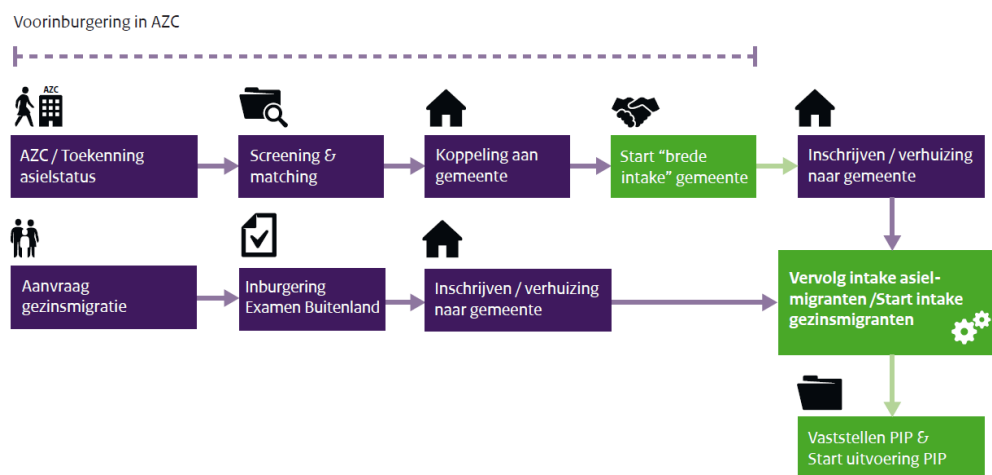 Voorinburgering in AZC
AZC
AZC / Toekenning
asielstatus
Screening &
matching
Koppeling aan
gemeente
Start “brede
intake” gemeente
Inschrijven / verhuizing
naar gemeente
Aanvraag
gezinsmigratie
Inburgering
Examen Buitenland
Inschrijven / verhuizing
naar gemeente
Vervolg intake asiel-
migranten /Start intake
gezinsmigranten
Vaststellen PIP &
Start uitvoering PIP